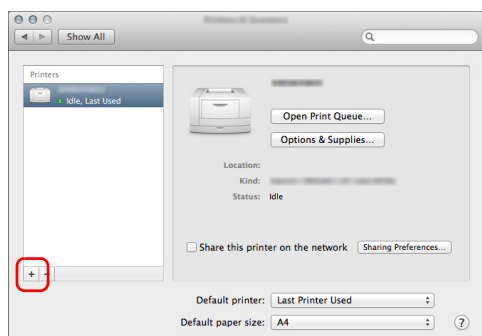 Show All
Printers
Idle, Last Used
Open Print Queue...
Options & Supplies...
Location:
Kind:
Status: Idle
Share this printer on the network Sharing Preferences...
+ -
Default printer: Last Printer Used
Default paper size: A4 ?